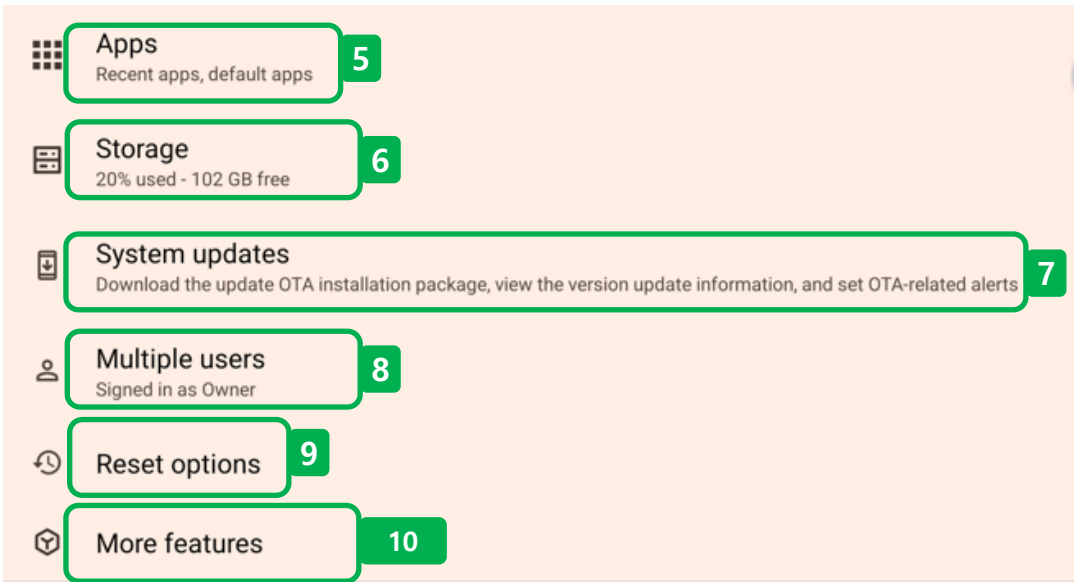 Apps
5
Recent apps, default apps
Storage
6
20% used - 102 GB free
System updates
7
Download the update OTA installation package, view the version update information, and set OTA-related alerts
Multiple users
8
Signed in as Owner
9
Reset options
More features
10